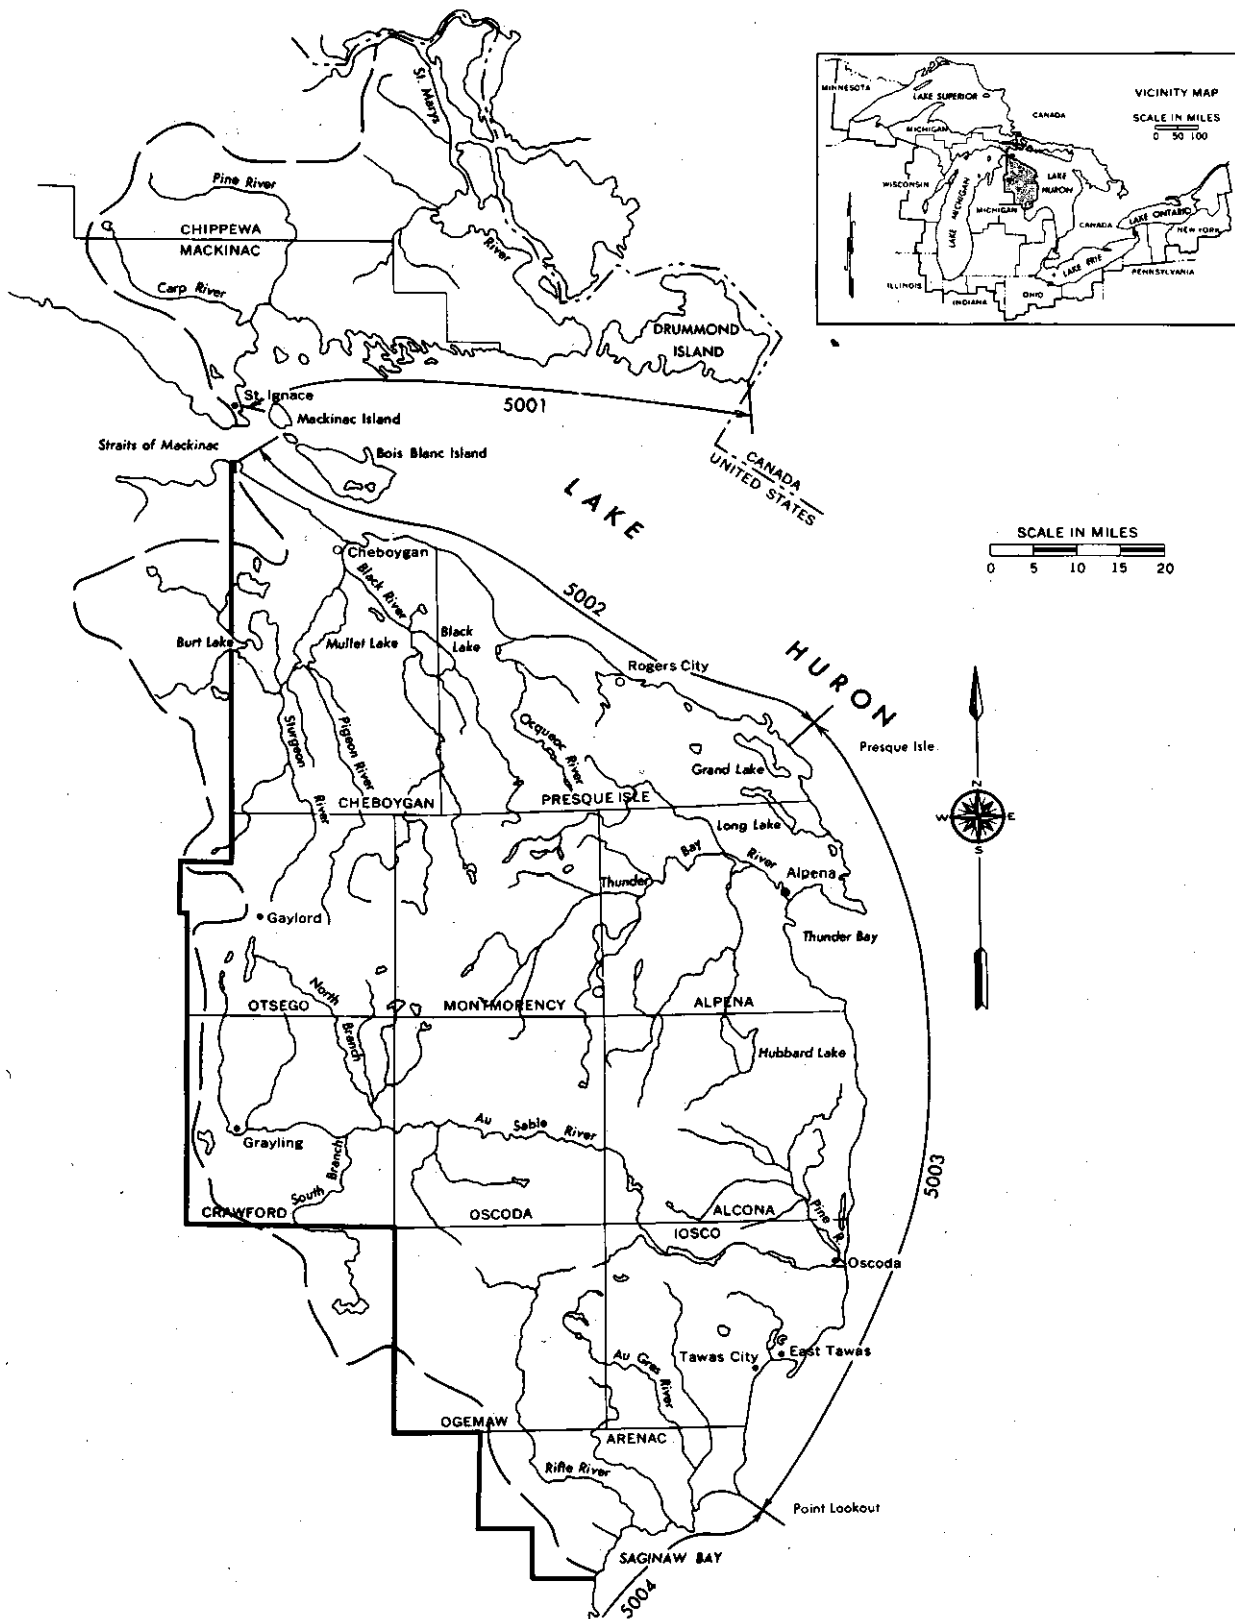 St. Marys
River
Pine River
CHIPPEWA
MACKINAC
Carp River
DRUMMOND
ISLAND
St. Ignace
5001
Mackinac Island
Straits of Mackinac
Bois Blanc Island
CANADA
UNITED STATES
LAKE
HURON
VICINITY MAP
SCALE IN MILES
0 50 100
MINNESOTA
LAKE SUPERIOR
CANADA
MICHIGAN
WISCONSIN
LAKE MICHIGAN
LAKE
HURON
MICHIGAN
CANADA
LAKE ONTARIO
NEW YORK
LAKE ERIE
PENNSYLVANIA
ILLINOIS
INDIANA
OHIO
SCALE IN MILES
0 5 10 15 20
Cheboygan
Black River
5002
Burt Lake
Mullet Lake
Black
Lake
Rogers City
Sturgeon
River
Pigeon River
Ocqueoc River
Presque Isle
Grand Lake
CHEBOYGAN
PRESQUE ISLE
Long Lake
N
W E
S
Thunder
Bay
River
Alpena
Gaylord
Thunder Bay
North
Branch
OTSEGO
MONTMORENCY
ALPENA
Hubbard Lake
Au Sable River
Grayling
South Branch
5003
CRAWFORD
OSCODA
ALCONA
IOSCO
Pine R.
Oscoda
Au Gres River
Tawas City
East Tawas
OGEMAW
ARENAC
Rifle River
Point Lookout
SAGINAW BAY
5004